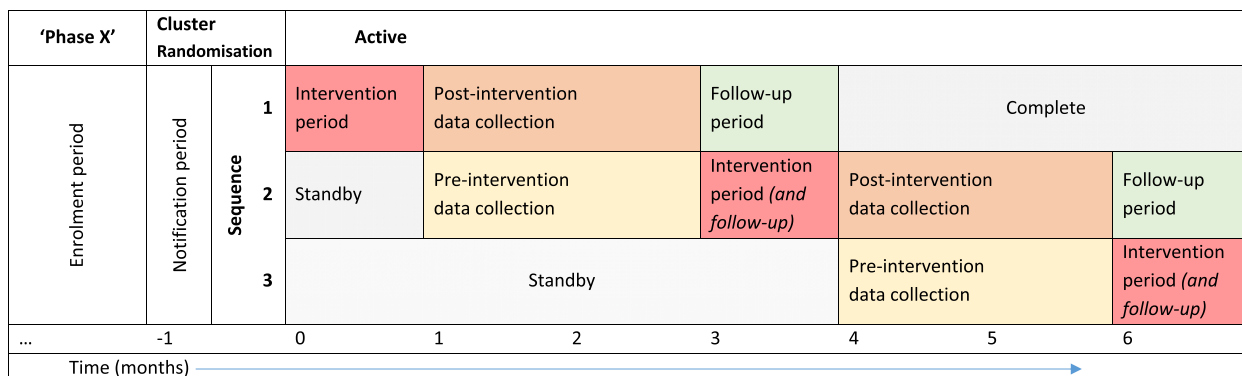 ‘Phase X’
Cluster
Randomisation
Active
Enrolment period
Notification period
Sequence
1
Intervention
period
Post-intervention
data collection
Follow-up
period
Complete
2
Standby
Pre-intervention
data collection
Intervention
period (and
follow-up)
Post-intervention
data collection
Follow-up
period
3
Standby
Pre-intervention
data collection
Intervention
period (and
follow-up)
... -1 0 1 2 3 4 5 6
Time (months)